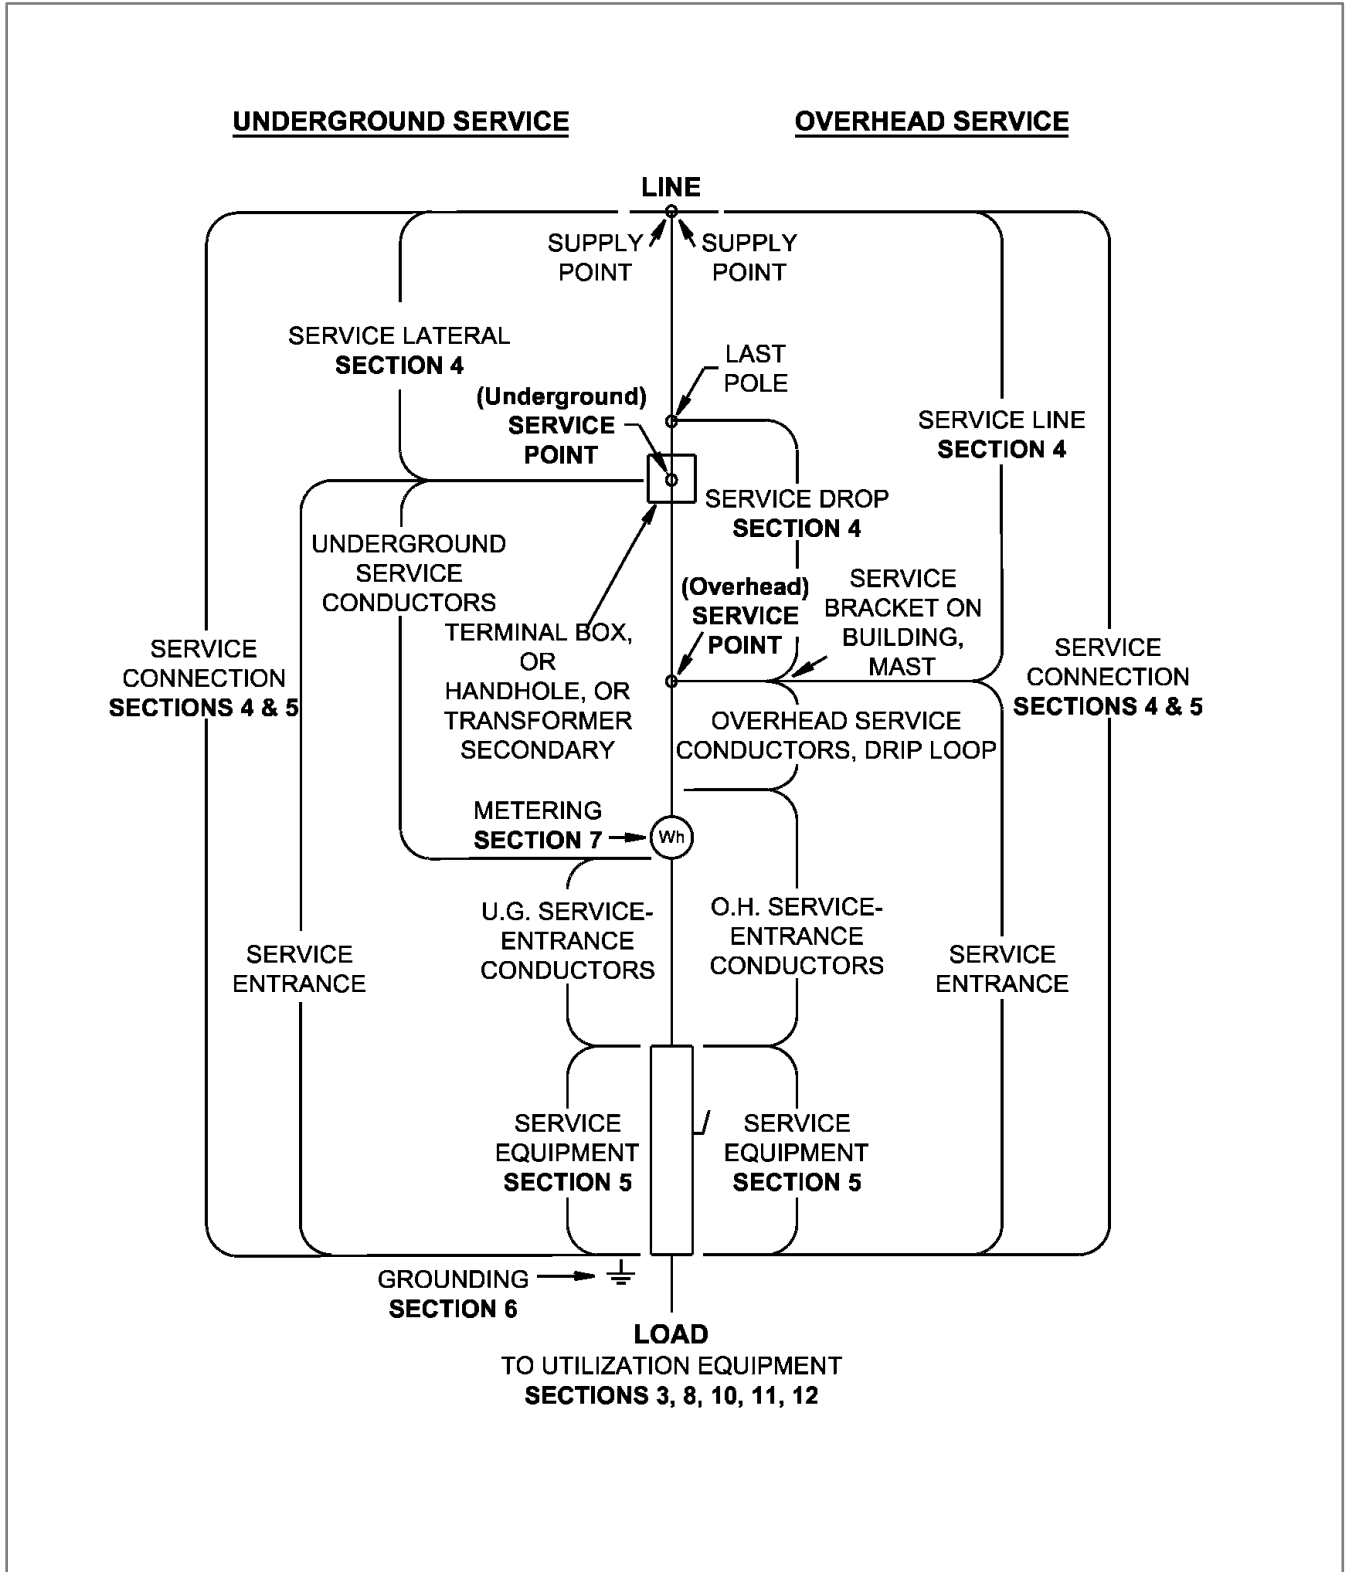 UNDERGROUND SERVICE
OVERHEAD SERVICE
LINE
SUPPLY
POINT
SUPPLY
POINT
SERVICE LATERAL
SECTION 4
LAST
POLE
(Underground)
SERVICE
POINT
SERVICE LINE
SECTION 4
SERVICE DROP
SECTION 4
UNDERGROUND
SERVICE
CONDUCTORS
(Overhead)
SERVICE
POINT
SERVICE
BRACKET ON
BUILDING,
MAST
TERMINAL BOX,
OR
HANDHOLE, OR
TRANSFORMER
SECONDARY
SERVICE
CONNECTION
SECTIONS 4 & 5
SERVICE
CONNECTION
SECTIONS 4 & 5
OVERHEAD SERVICE
CONDUCTORS, DRIP LOOP
METERING
SECTION 7
Wh
U.G. SERVICE-
ENTRANCE
CONDUCTORS
O.H. SERVICE-
ENTRANCE
CONDUCTORS
SERVICE
ENTRANCE
SERVICE
ENTRANCE
SERVICE
EQUIPMENT
SECTION 5
SERVICE
EQUIPMENT
SECTION 5
GROUNDING
SECTION 6
LOAD
TO UTILIZATION EQUIPMENT
SECTIONS 3, 8, 10, 11, 12